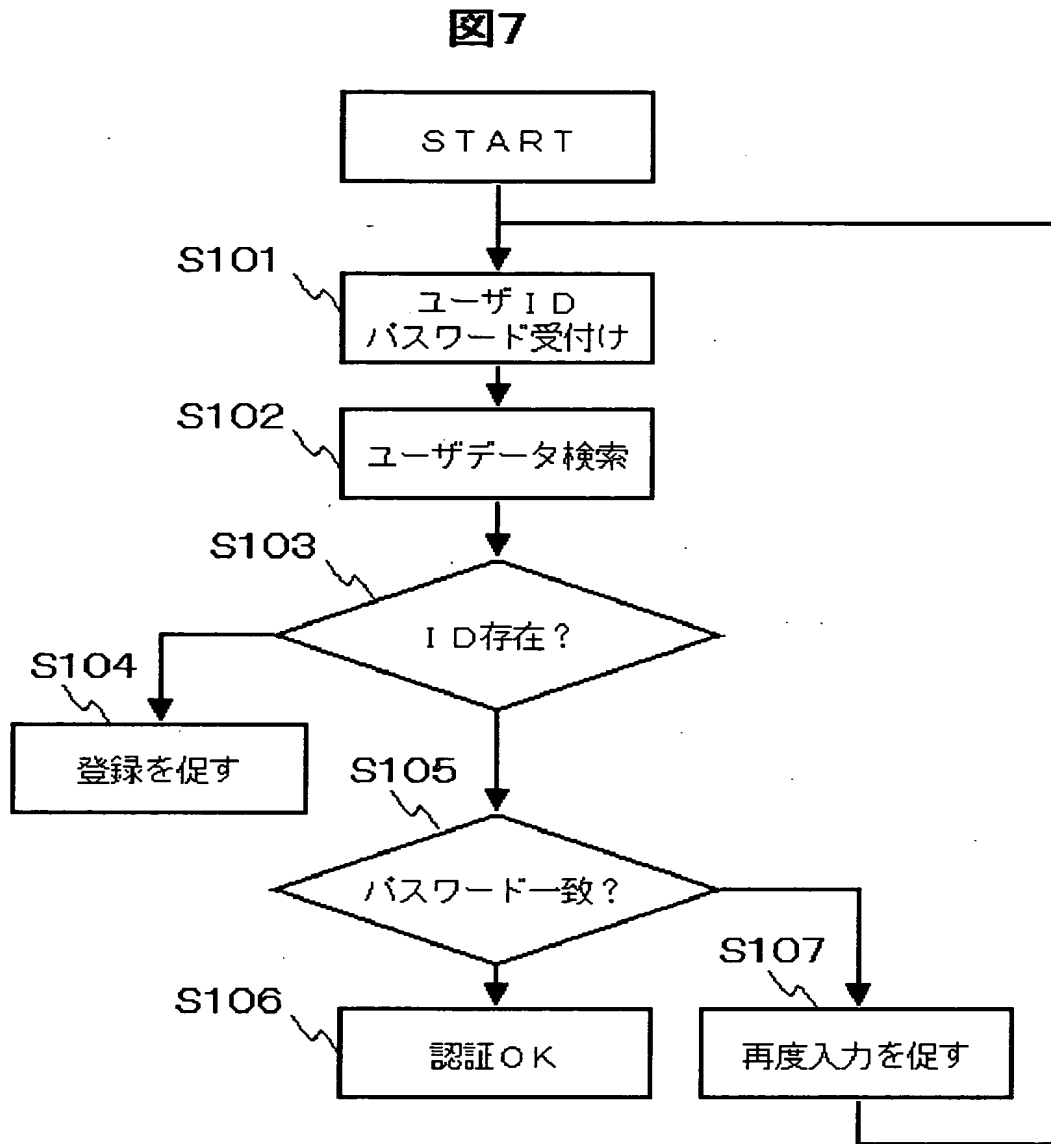 図7
ＳＴＡＲＴ
S101
ユーザＩＤ
パスワード受付け
S102
ユーザデータ検索
S103
ＩＤ存在？
S104
登録を促す
S105
パスワード一致？
S106
認証ＯＫ
S107
再度入力を促す